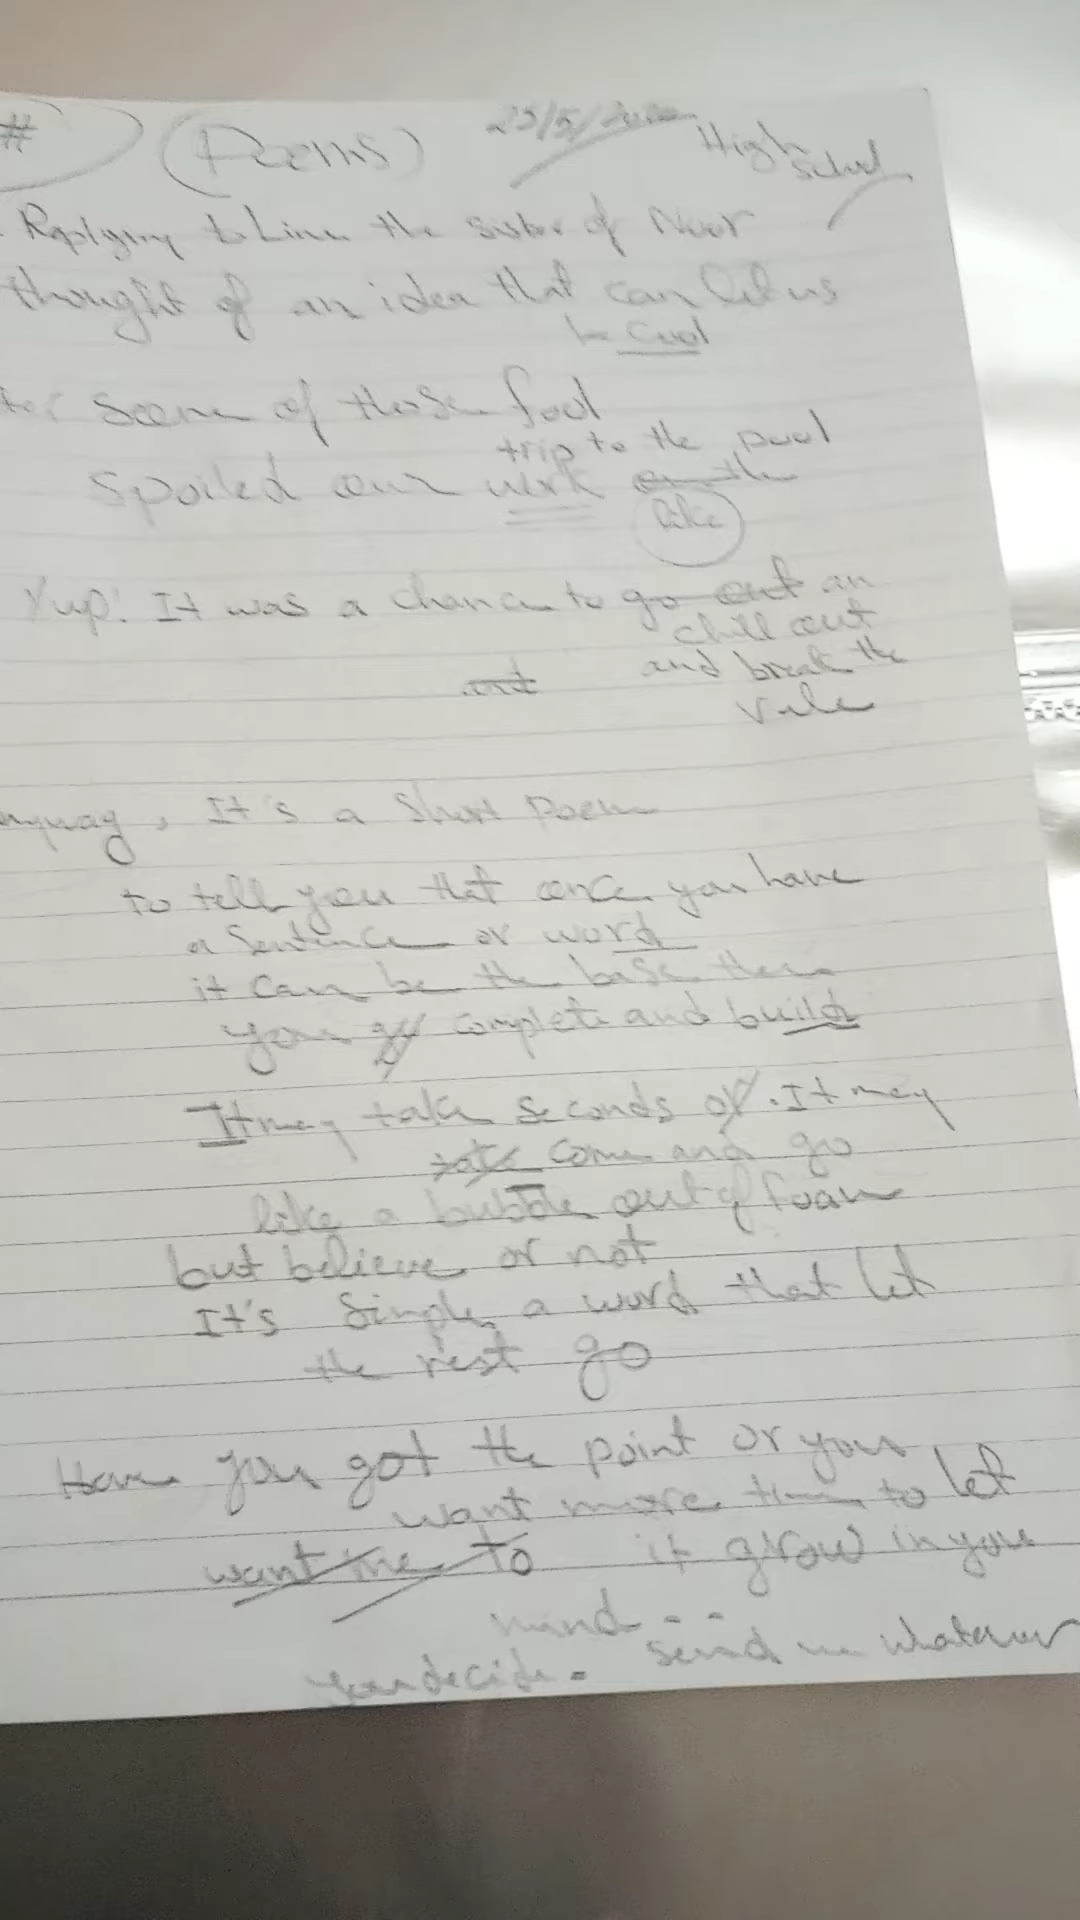 #
(Poems)
High
School
Replying to Lina the sister of Noor
thought of an idea that can let us
be cool
scene of those fool
trip to the pool
spoiled our work on the
like
Yup! It was a chance to go out an
chill out
and and break the
rule
anyway, It's a short poem
to tell you that once you have
a sentence or word
it can be the base then
you complete and build
It may take seconds or. It may
come and go
like a bubble out of foam
but believe or not
It's simple a word that let
the rest go
Have you got the point or you
want more time to let
want me to it grow in your
mind..
you decide. send me whatever